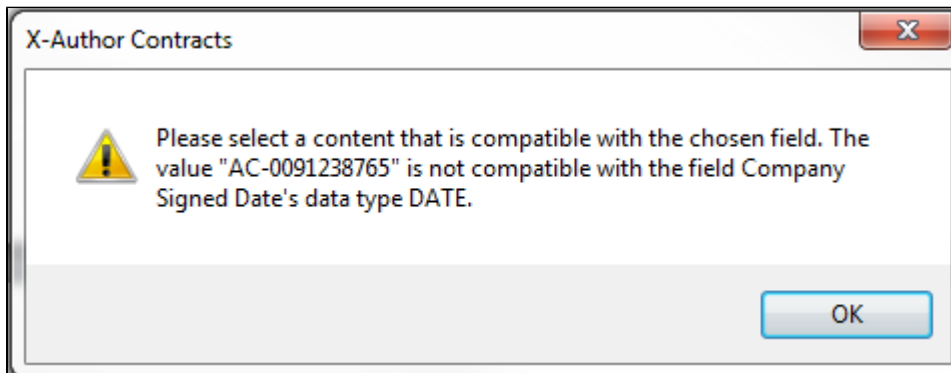 X-Author Contracts
Please select a content that is compatible with the chosen field. The
value "AC-0091238765" is not compatible with the field Company
Signed Date's data type DATE.
OK